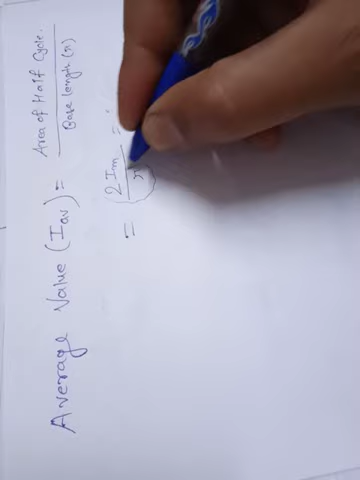 Average Value (Iav) = Area of Half Cycle / Base length (π)
= (2Im / π) =